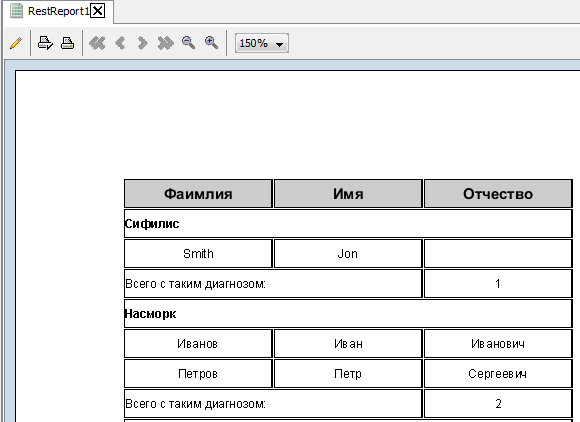 RestReport1
150%
Фаимлия Имя Отчество
Сифилис
Smith Jon
Всего с таким диагнозом: 1
Насморк
Иванов Иван Иванович
Петров Петр Сергеевич
Всего с таким диагнозом: 2